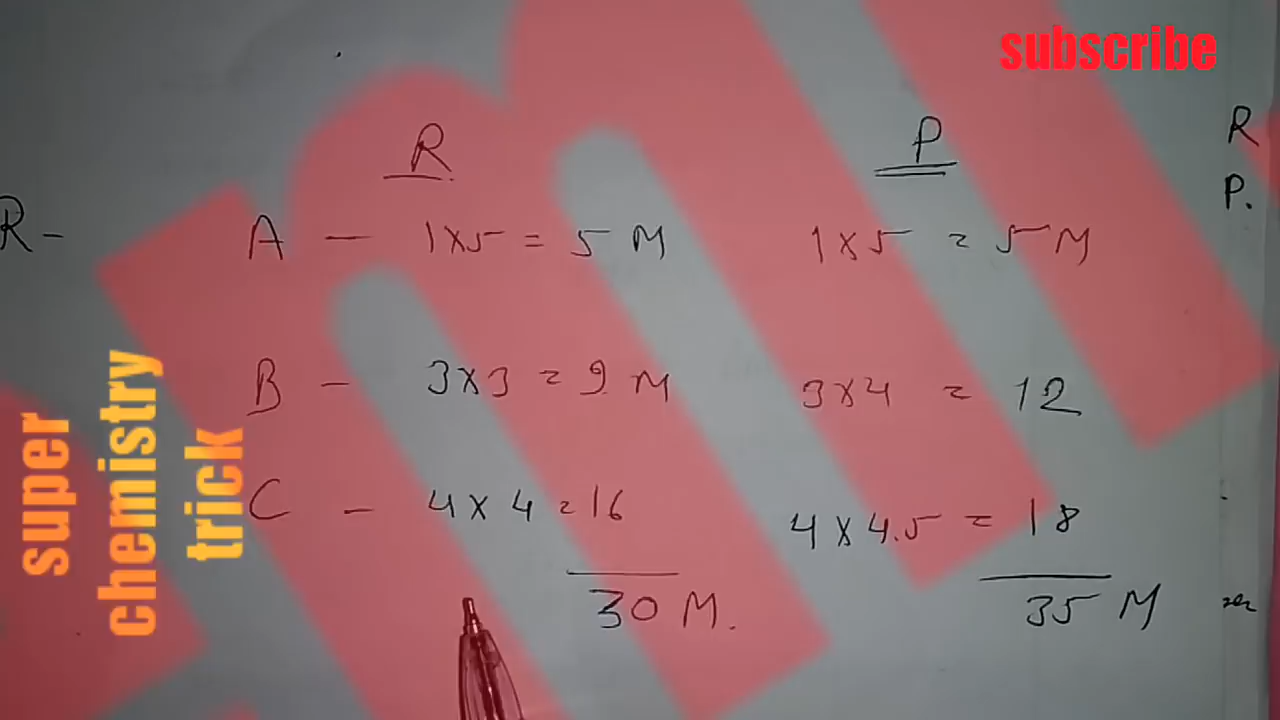 subscribe
R P R
P.
R - A - 1x5 = 5 M 1x5 = 5 M
B - 3x3 = 9 M 3x4 = 12
C - 4x4 = 16 4x4.5 = 18
30 M. 35 M
super
chemistry
trick